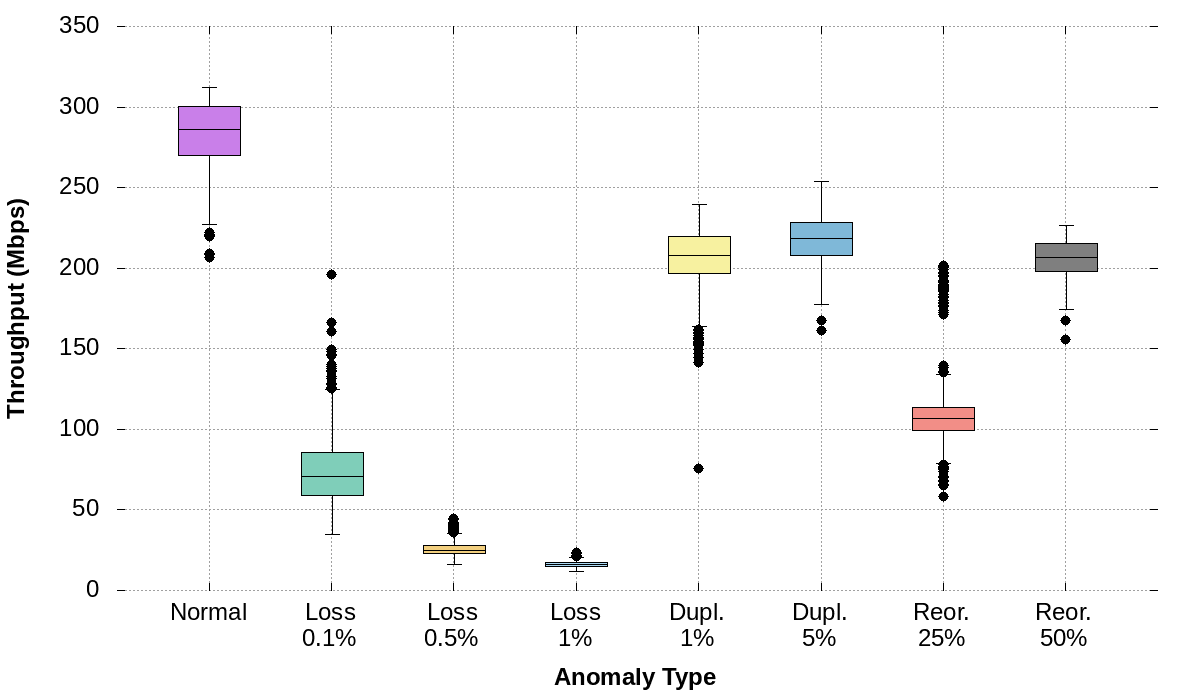 350
300
250
200
150
100
50
0
Throughput (Mbps)
Normal Loss Loss Loss Dupl. Dupl. Reor. Reor.
0.1% 0.5% 1% 1% 5% 25% 50%
Anomaly Type